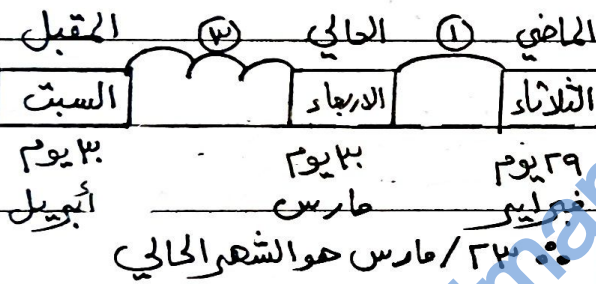 الماضي ① الحالي ③ المقبل
الثلاثاء الاربعاء السبت
٢٩ يوم ٣٠ يوم ٣٠ يوم
فبراير مارس أبريل
∴ ٢٣ / مارس هو الشهر الحالي